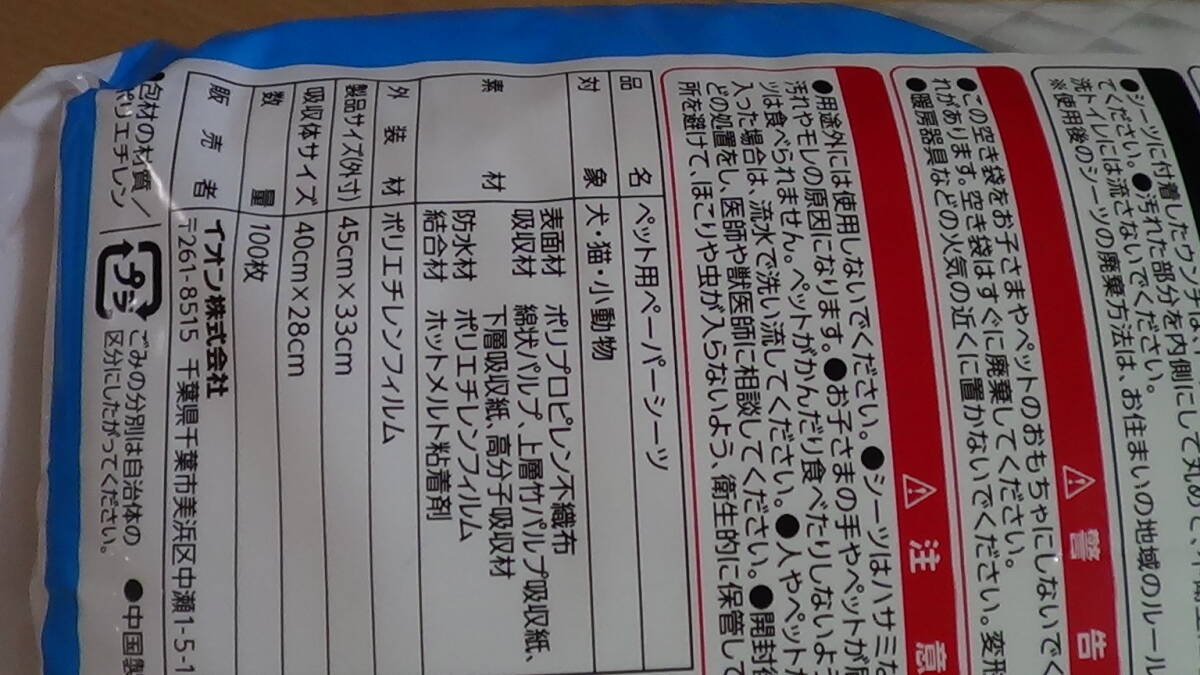 ●シーツに付着したウンチは、
てください。●汚れた部分を内側にして丸めて、
洗トイレには流さないでください。
※使用後のシーツの廃棄方法は、お住まいの地域のルール
⚠警告
●この空き袋をお子さまやペットのおもちゃにしないでく
れがあります。空き袋はすぐに廃棄してください。
●暖房器具などの火気の近くに置かないでください。変形
⚠注意
●用途外には使用しないでください。●シーツはハサミな
汚れやモレの原因になります。●お子さまの手やペットが届
ツは食べられません。ペットがかんだり食べたりしないよう
入った場合は、流水で洗い流してください。●人やペットが
どの処置をし、医師や獣医師に相談してください。●開封後
所を避けて、ほこりや虫が入らないよう、衛生的に保管して
品名 ペット用ペーパーシーツ
対象 犬・猫・小動物
素材 表面材 ポリプロピレン不織布
吸収材 綿状パルプ、上層竹パルプ吸収紙、
下層吸収紙、高分子吸収材
防水材 ポリエチレンフィルム
結合材 ホットメルト粘着剤
外装材 ポリエチレンフィルム
製品サイズ(外寸) 45cm×33cm
吸収体サイズ 40cm×28cm
数量 100枚
販売者 イオン株式会社
〒261-8515 千葉県千葉市美浜区中瀬1-5-1
●包材の材質/
ポリエチレン
プラ
ごみの分別は自治体の
区分にしたがってください。
●中国製